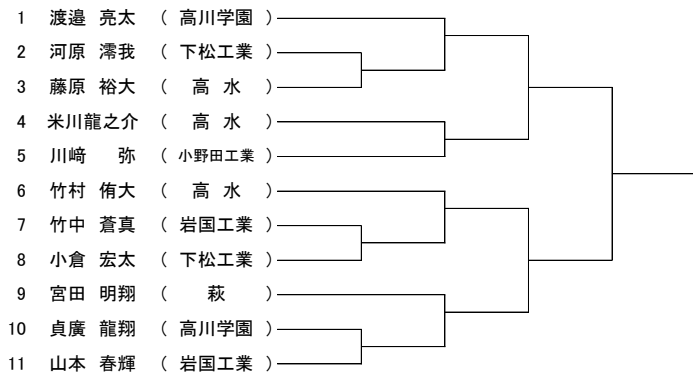 1 渡邉 亮太 ( 高川学園 )
2 河原 澪我 ( 下松工業 )
3 藤原 裕大 ( 高 水 )
4 米川龍之介 ( 高 水 )
5 川﨑 弥 ( 小野田工業 )
6 竹村 侑大 ( 高 水 )
7 竹中 蒼真 ( 岩国工業 )
8 小倉 宏太 ( 下松工業 )
9 宮田 明翔 ( 萩 )
10 貞廣 龍翔 ( 高川学園 )
11 山本 春輝 ( 岩国工業 )